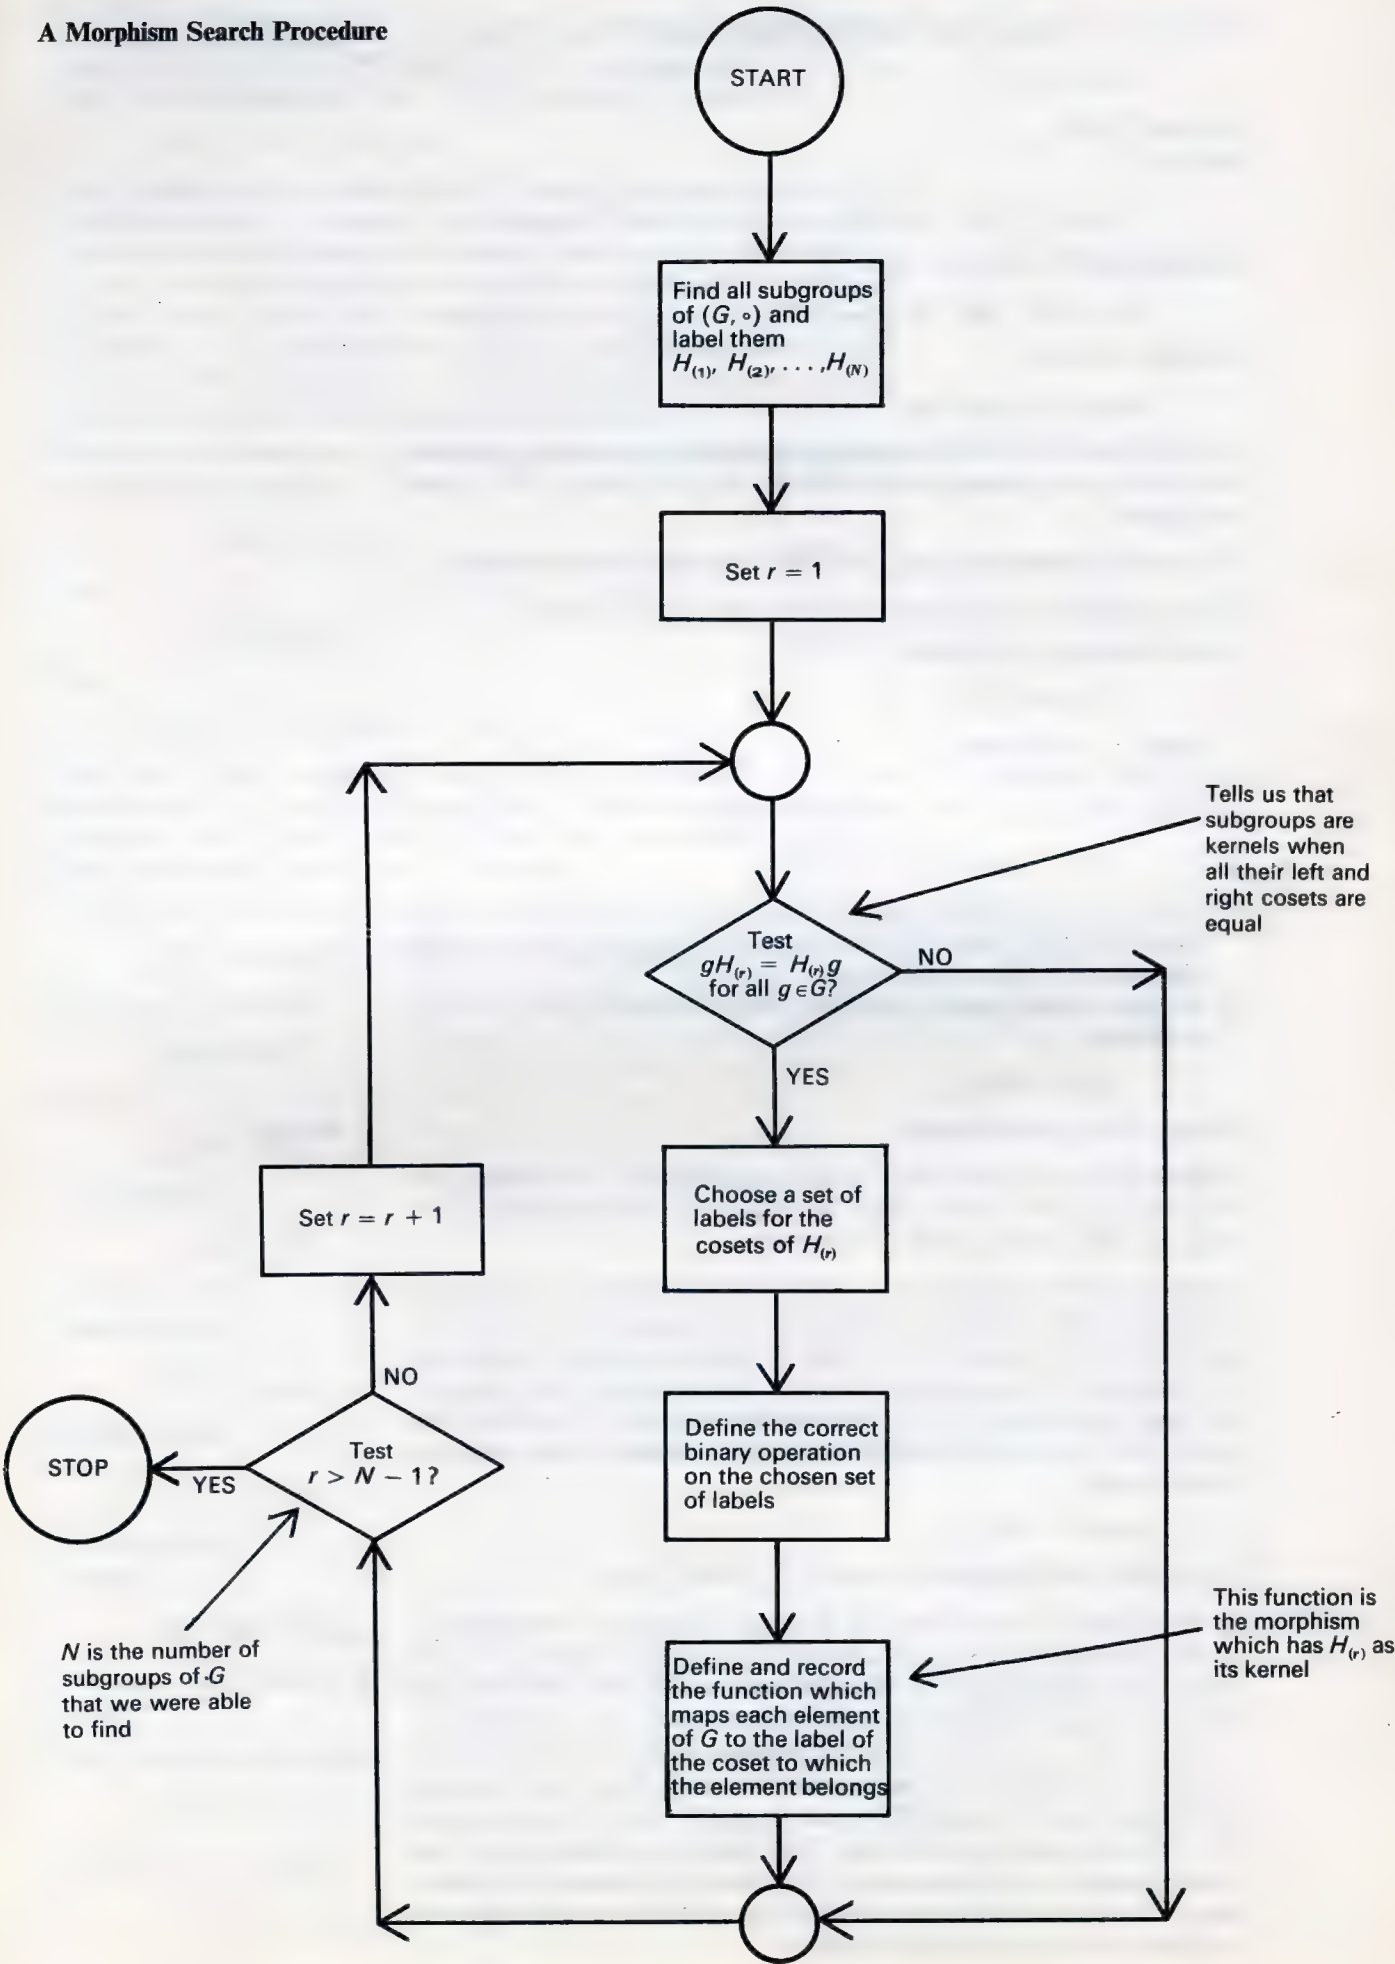 A Morphism Search Procedure
START
Find all subgroups
of (G, ∘) and
label them
H₍₁₎, H₍₂₎, . . . ,H₍N₎
Set r = 1
Tells us that
subgroups are
kernels when
all their left and
right cosets are
equal
Test
gH₍r₎ = H₍r₎g
for all g ∈ G?
NO
YES
Choose a set of
labels for the
cosets of H₍r₎
Set r = r + 1
NO
Test
r > N − 1?
YES
STOP
Define the correct
binary operation
on the chosen set
of labels
N is the number of
subgroups of G
that we were able
to find
Define and record
the function which
maps each element
of G to the label of
the coset to which
the element belongs
This function is
the morphism
which has H₍r₎ as
its kernel